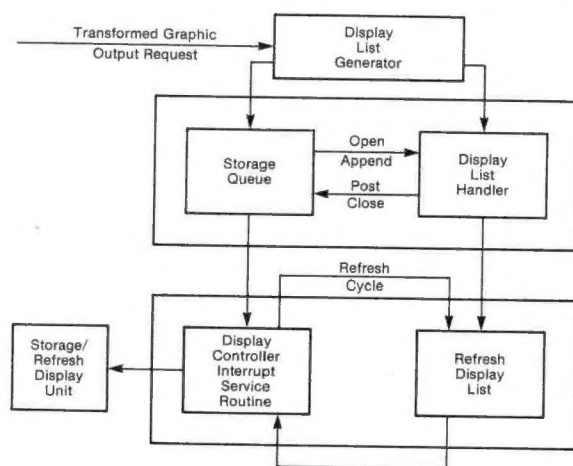 Transformed Graphic
Output Request
Display
List
Generator
Storage
Queue
Open
Append
Post
Close
Display
List
Handler
Refresh
Cycle
Storage/
Refresh
Display
Unit
Display
Controller
Interrupt
Service
Routine
Refresh
Display
List